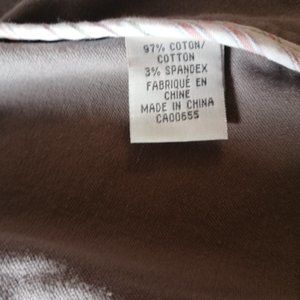 97% COTON/
COTTON
3% SPANDEX
FABRIQUÉ EN
CHINE
MADE IN CHINA
CA00655